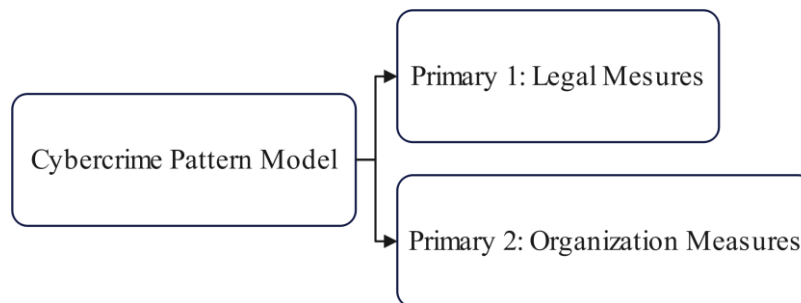 Primary 1: Legal Mesures
Cybercrime Pattern Model
Primary 2: Organization Measures